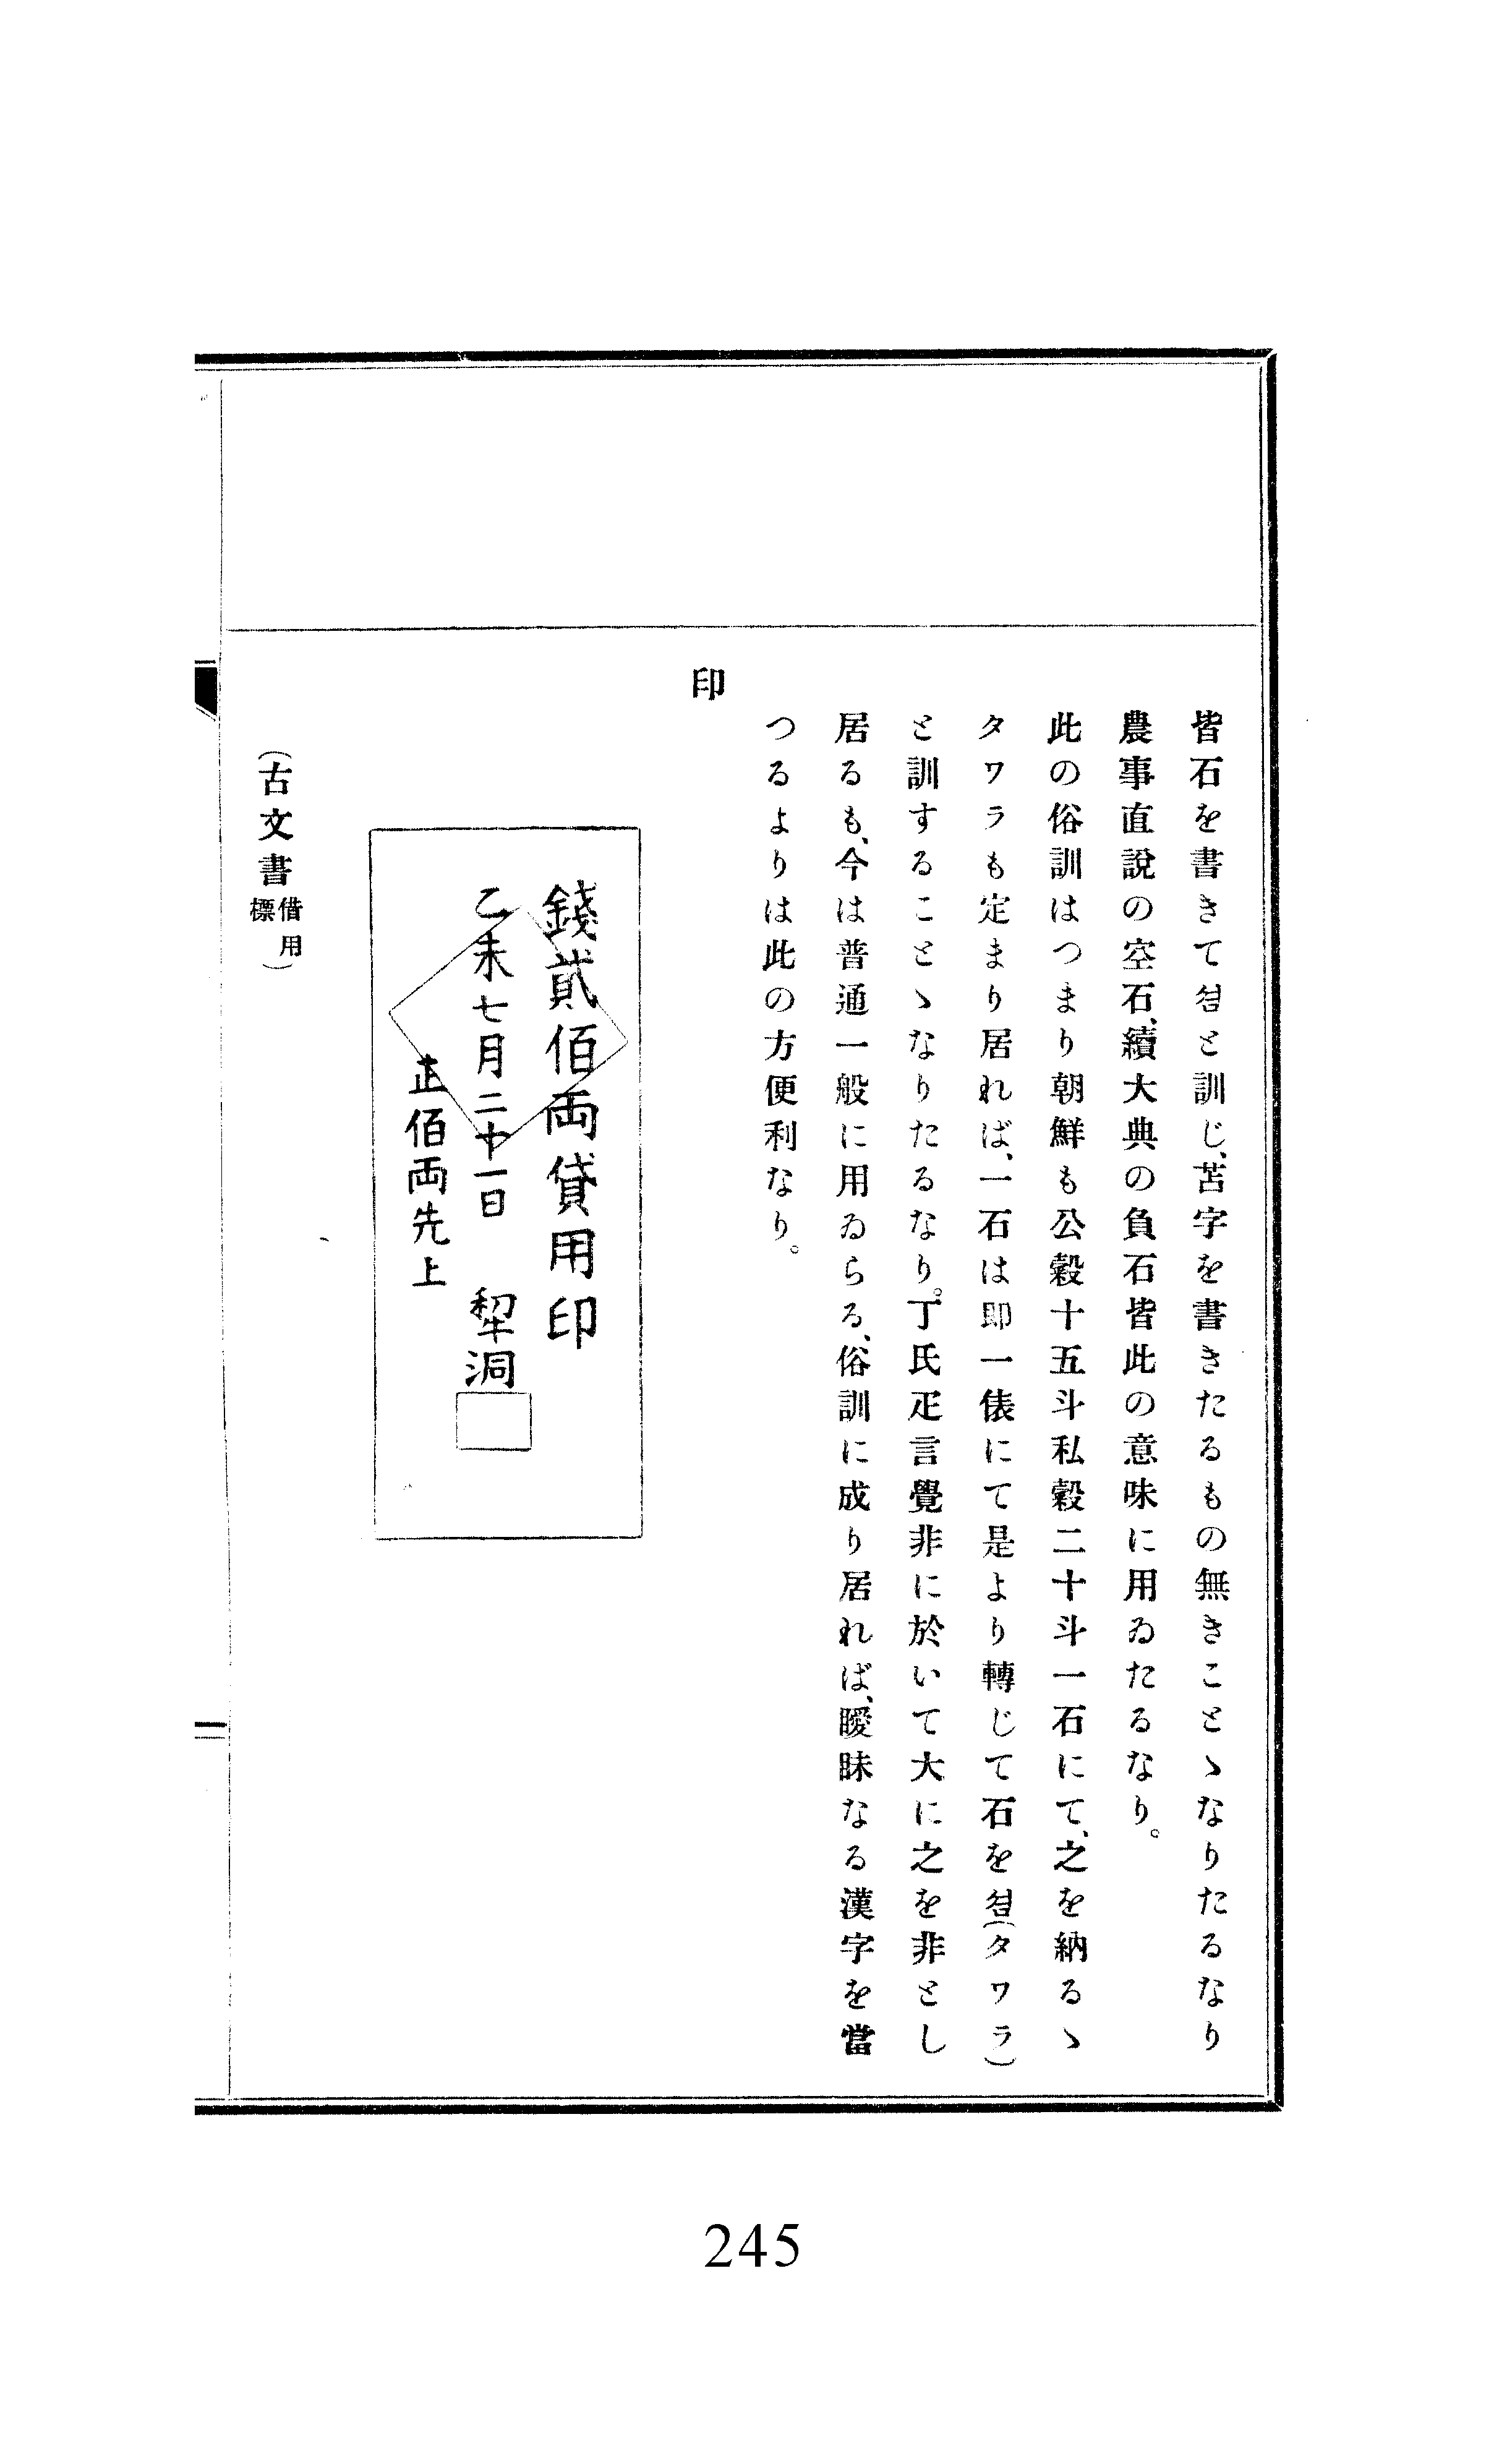 皆石を書きて섬と訓じ、苫字を書きたるもの無きことゝなりたるなり
農事直說の空石、續大典の負石皆此の意味に用ゐたるなり。
此の俗訓はつまり朝鮮も公穀十五斗私穀二十斗一石にて、之を納るゝ
タワラも定まり居れば、一石は卽一俵にて是より轉じて石を섬(タワラ)
と訓することゝなりたるなり。丁氏疋言覺非に於いて大に之を非とし
居るも、今は普通一般に用ゐらる、俗訓に成り居れば、曖昧なる漢字を當
つるよりは此の方便利なり。
印
錢貳佰両貸用印
乙未七月二十一日 犂洞
佰両先上
(古文書借用標)
245